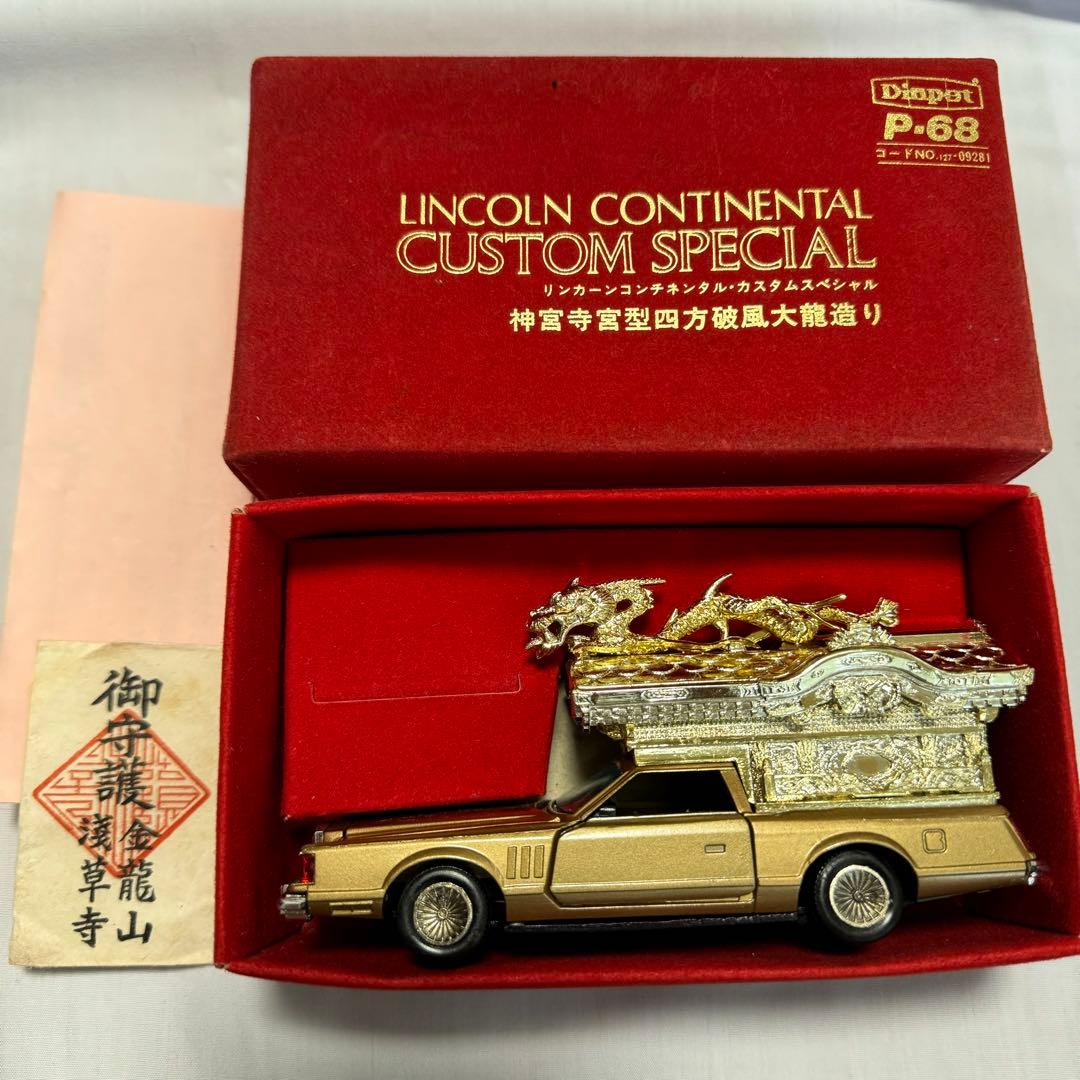 Diapet
P-68
コードNO.127-09281
LINCOLN CONTINENTAL
CUSTOM SPECIAL
リンカーンコンチネンタル・カスタムスペシャル
神宮寺宮型四方破風大龍造り
御守護
金龍山
淺草寺